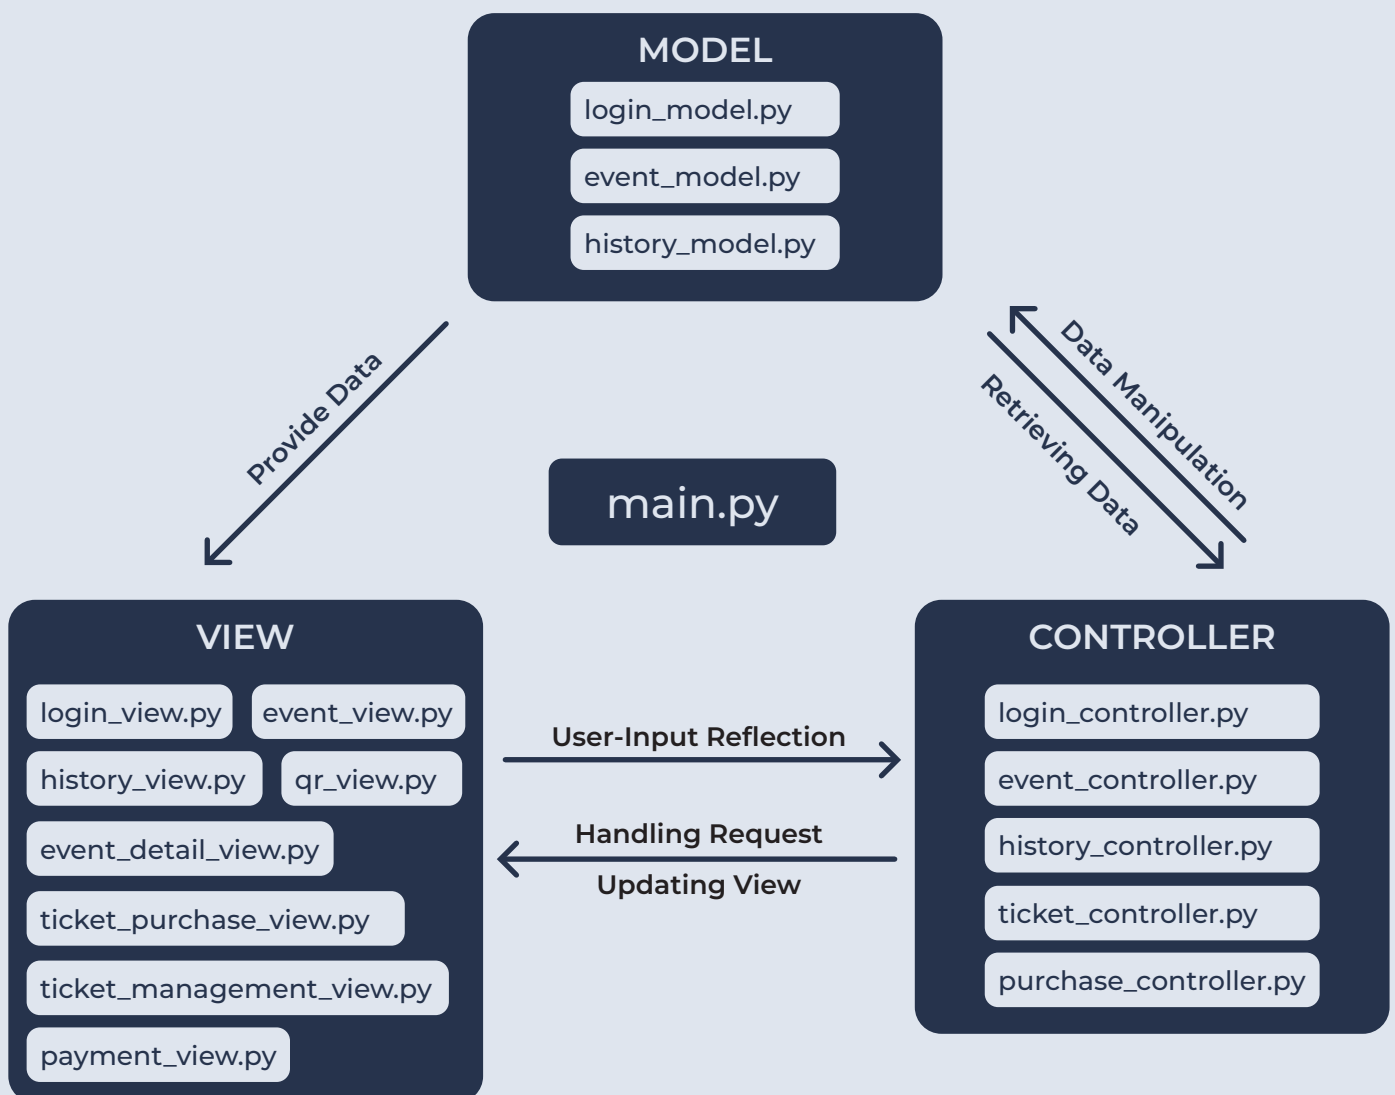 MODEL
login_model.py
event_model.py
history_model.py
Provide Data
Data Manipulation
Retrieving Data
main.py
VIEW
login_view.py event_view.py
history_view.py qr_view.py
event_detail_view.py
ticket_purchase_view.py
ticket_management_view.py
payment_view.py
User-Input Reflection
Handling Request
Updating View
CONTROLLER
login_controller.py
event_controller.py
history_controller.py
ticket_controller.py
purchase_controller.py